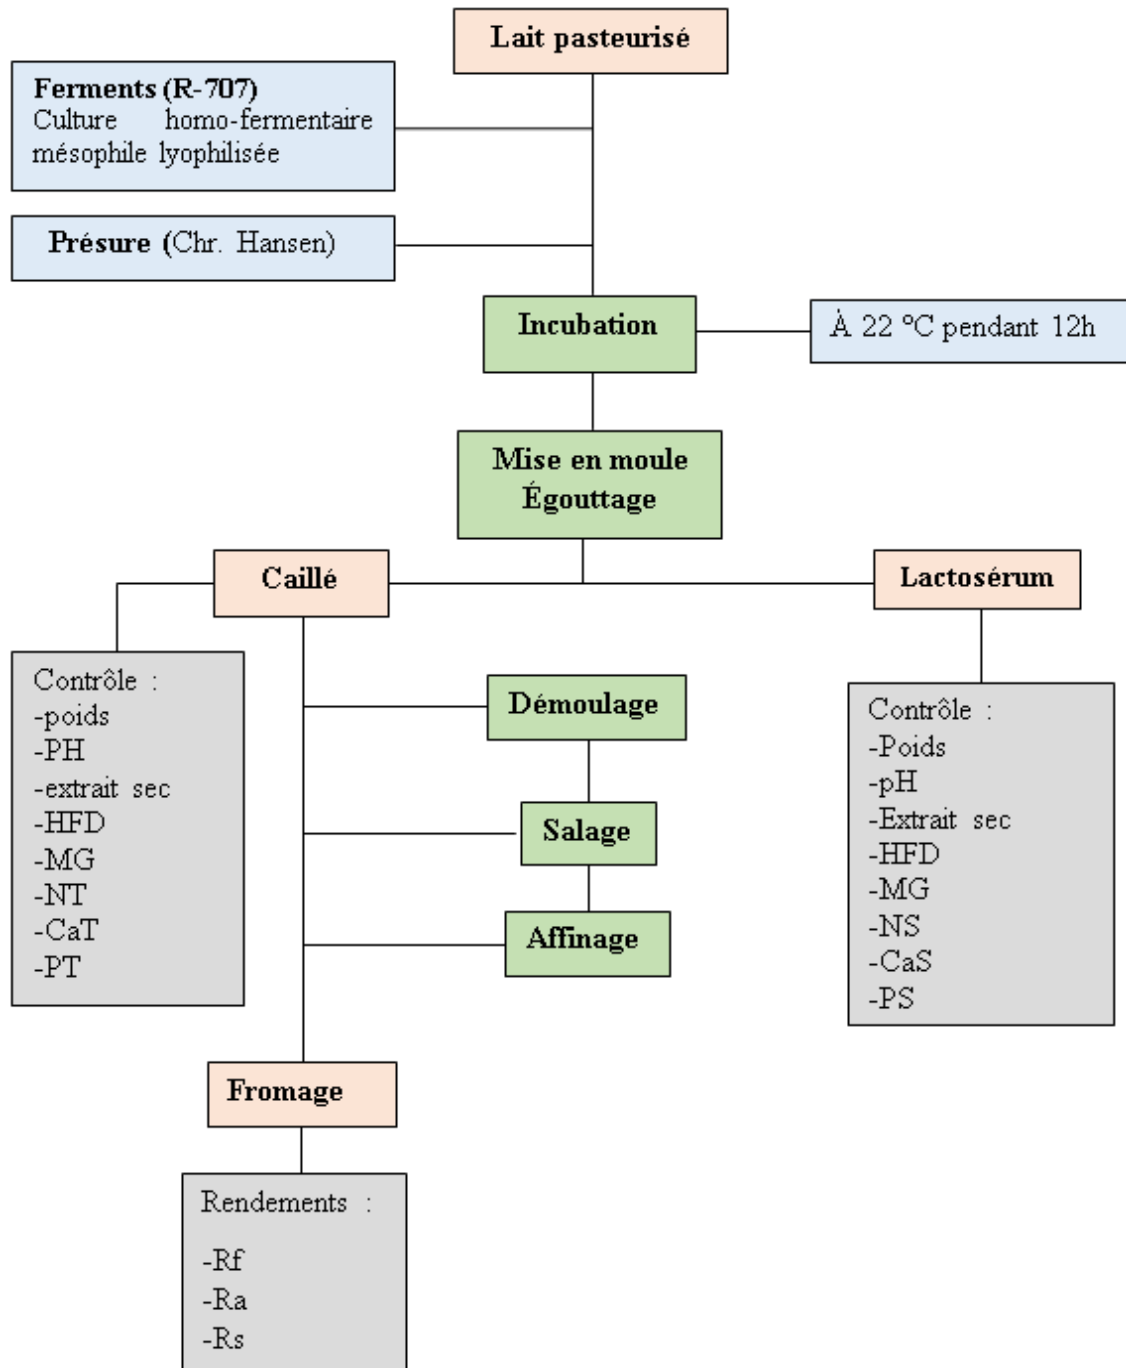 Lait pasteurisé
Ferments (R-707)
Culture homo-fermentaire
mésophile lyophilisée
Présure (Chr. Hansen)
Incubation
À 22 °C pendant 12h
Mise en moule
Égouttage
Caillé
Lactosérum
Contrôle :
-poids
-PH
-extrait sec
-HFD
-MG
-NT
-CaT
-PT
Démoulage
Salage
Affinage
Contrôle :
-Poids
-pH
-Extrait sec
-HFD
-MG
-NS
-CaS
-PS
Fromage
Rendements :
-Rf
-Ra
-Rs